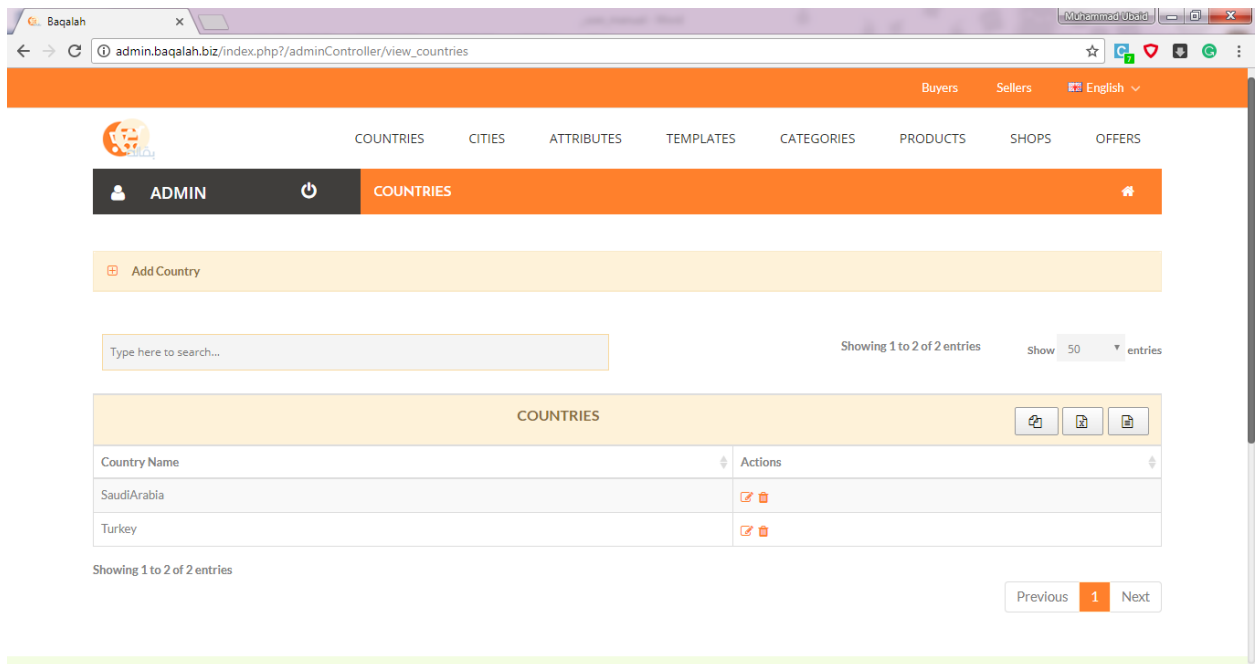 Baqalah
Muhammad Ubaid
admin.baqalah.biz/index.php?/adminController/view_countries
7
Buyers Sellers English
بقالة
COUNTRIES CITIES ATTRIBUTES TEMPLATES CATEGORIES PRODUCTS SHOPS OFFERS
ADMIN COUNTRIES
Add Country
Type here to search... Showing 1 to 2 of 2 entries Show 50 entries
COUNTRIES
Country Name Actions
SaudiArabia
Turkey
Showing 1 to 2 of 2 entries
Previous 1 Next